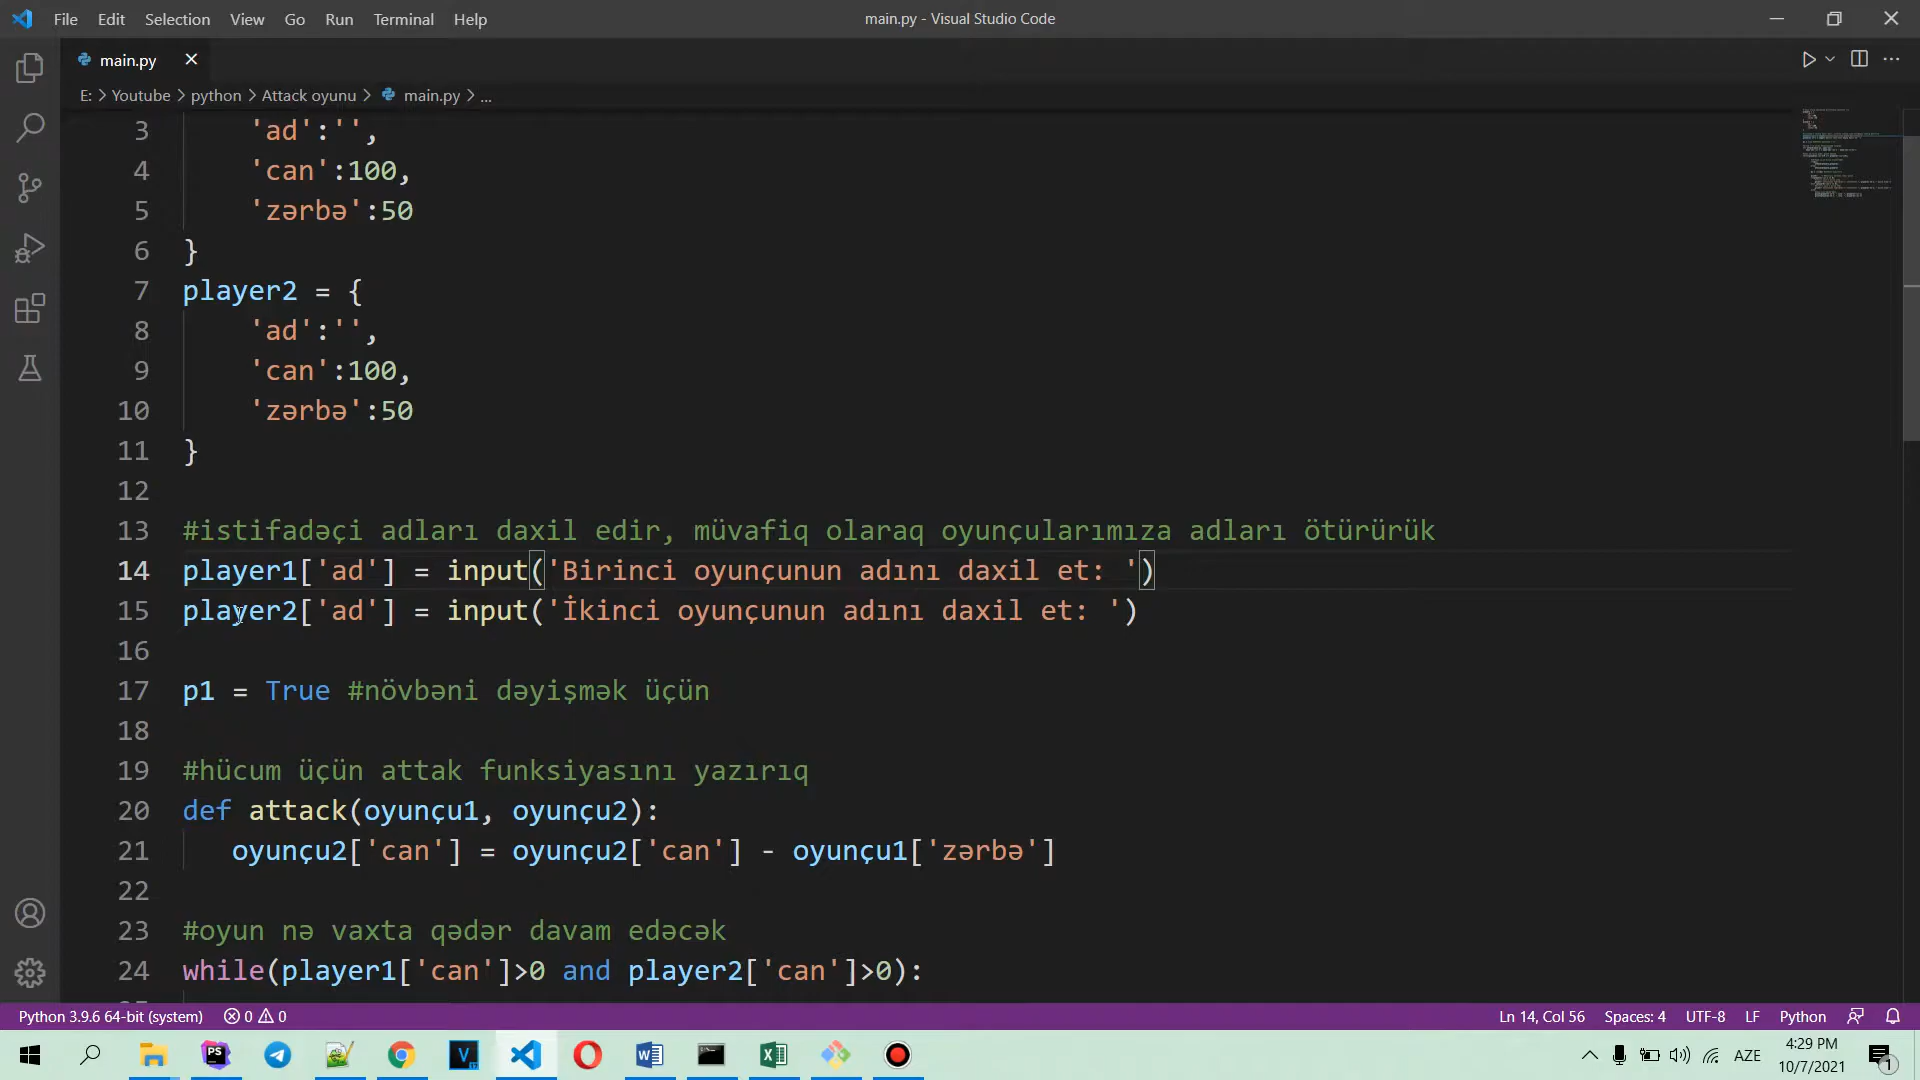 File Edit Selection View Go Run Terminal Help
main.py - Visual Studio Code
main.py
E: > Youtube > python > Attack oyunu > main.py > ...
3 'ad':'',
4 'can':100,
5 'zərbə':50
6 }
7 player2 = {
8 'ad':'',
9 'can':100,
10 'zərbə':50
11 }
12
13 #istifadəçi adları daxil edir, müvafiq olaraq oyunçularımıza adları ötürürük
14 player1['ad'] = input('Birinci oyunçunun adını daxil et: ')
15 player2['ad'] = input('İkinci oyunçunun adını daxil et: ')
16
17 p1 = True #növbəni dəyişmək üçün
18
19 #hücum üçün attak funksiyasını yazırıq
20 def attack(oyunçu1, oyunçu2):
21 oyunçu2['can'] = oyunçu2['can'] - oyunçu1['zərbə']
22
23 #oyun nə vaxta qədər davam edəcək
24 while(player1['can']>0 and player2['can']>0):
Python 3.9.6 64-bit (system) 0 0 Ln 14, Col 56 Spaces: 4 UTF-8 LF Python
PS V AZE 4:29 PM
10/7/2021 1